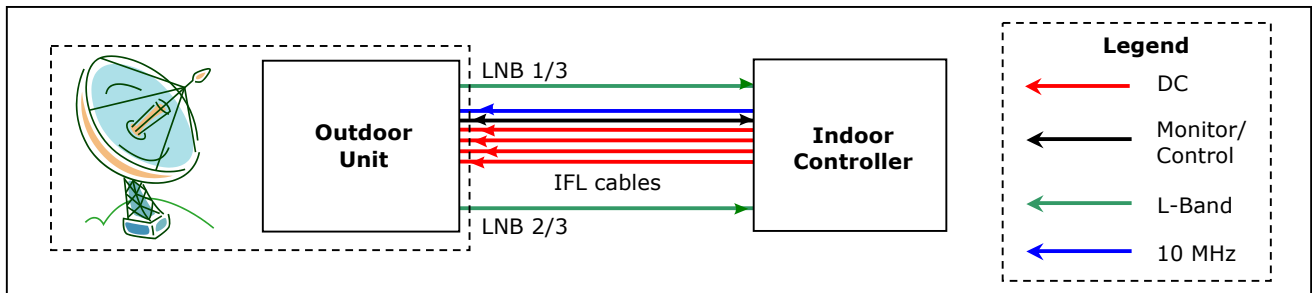 LNB 1/3
Outdoor
Unit
Indoor
Controller
IFL cables
LNB 2/3
Legend
DC
Monitor/
Control
L-Band
10 MHz